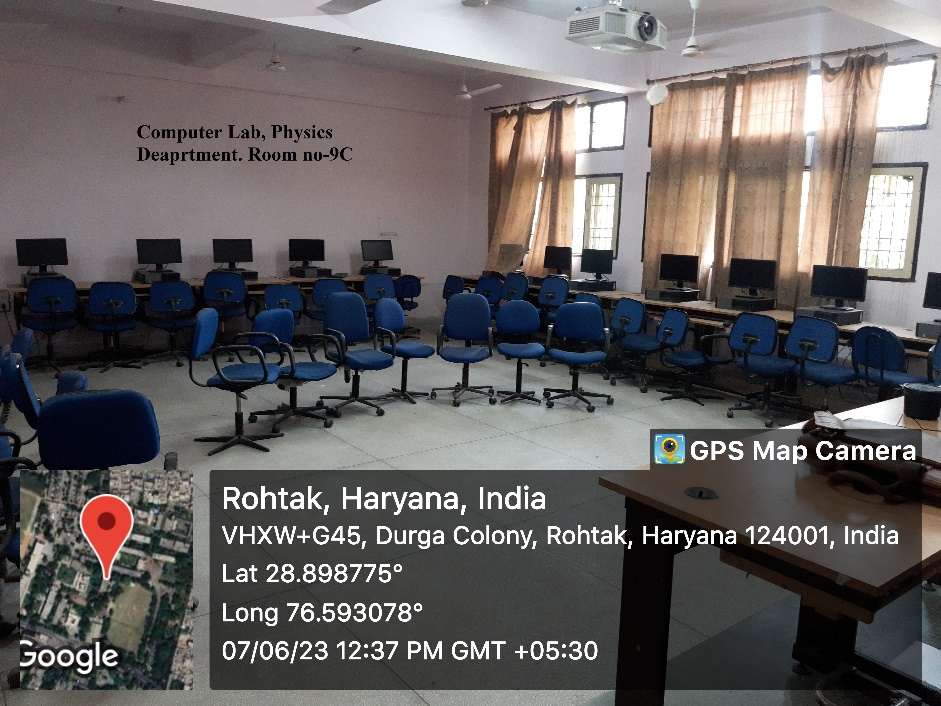 Computer Lab, Physics
Deaprtment. Room no-9C
GPS Map Camera
Rohtak, Haryana, India
VHXW+G45, Durga Colony, Rohtak, Haryana 124001, India
Lat 28.898775°
Long 76.593078°
07/06/23 12:37 PM GMT +05:30
Google